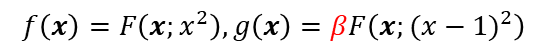 f(x) = F(x; x²), g(x) = βF(x; (x − 1)²)